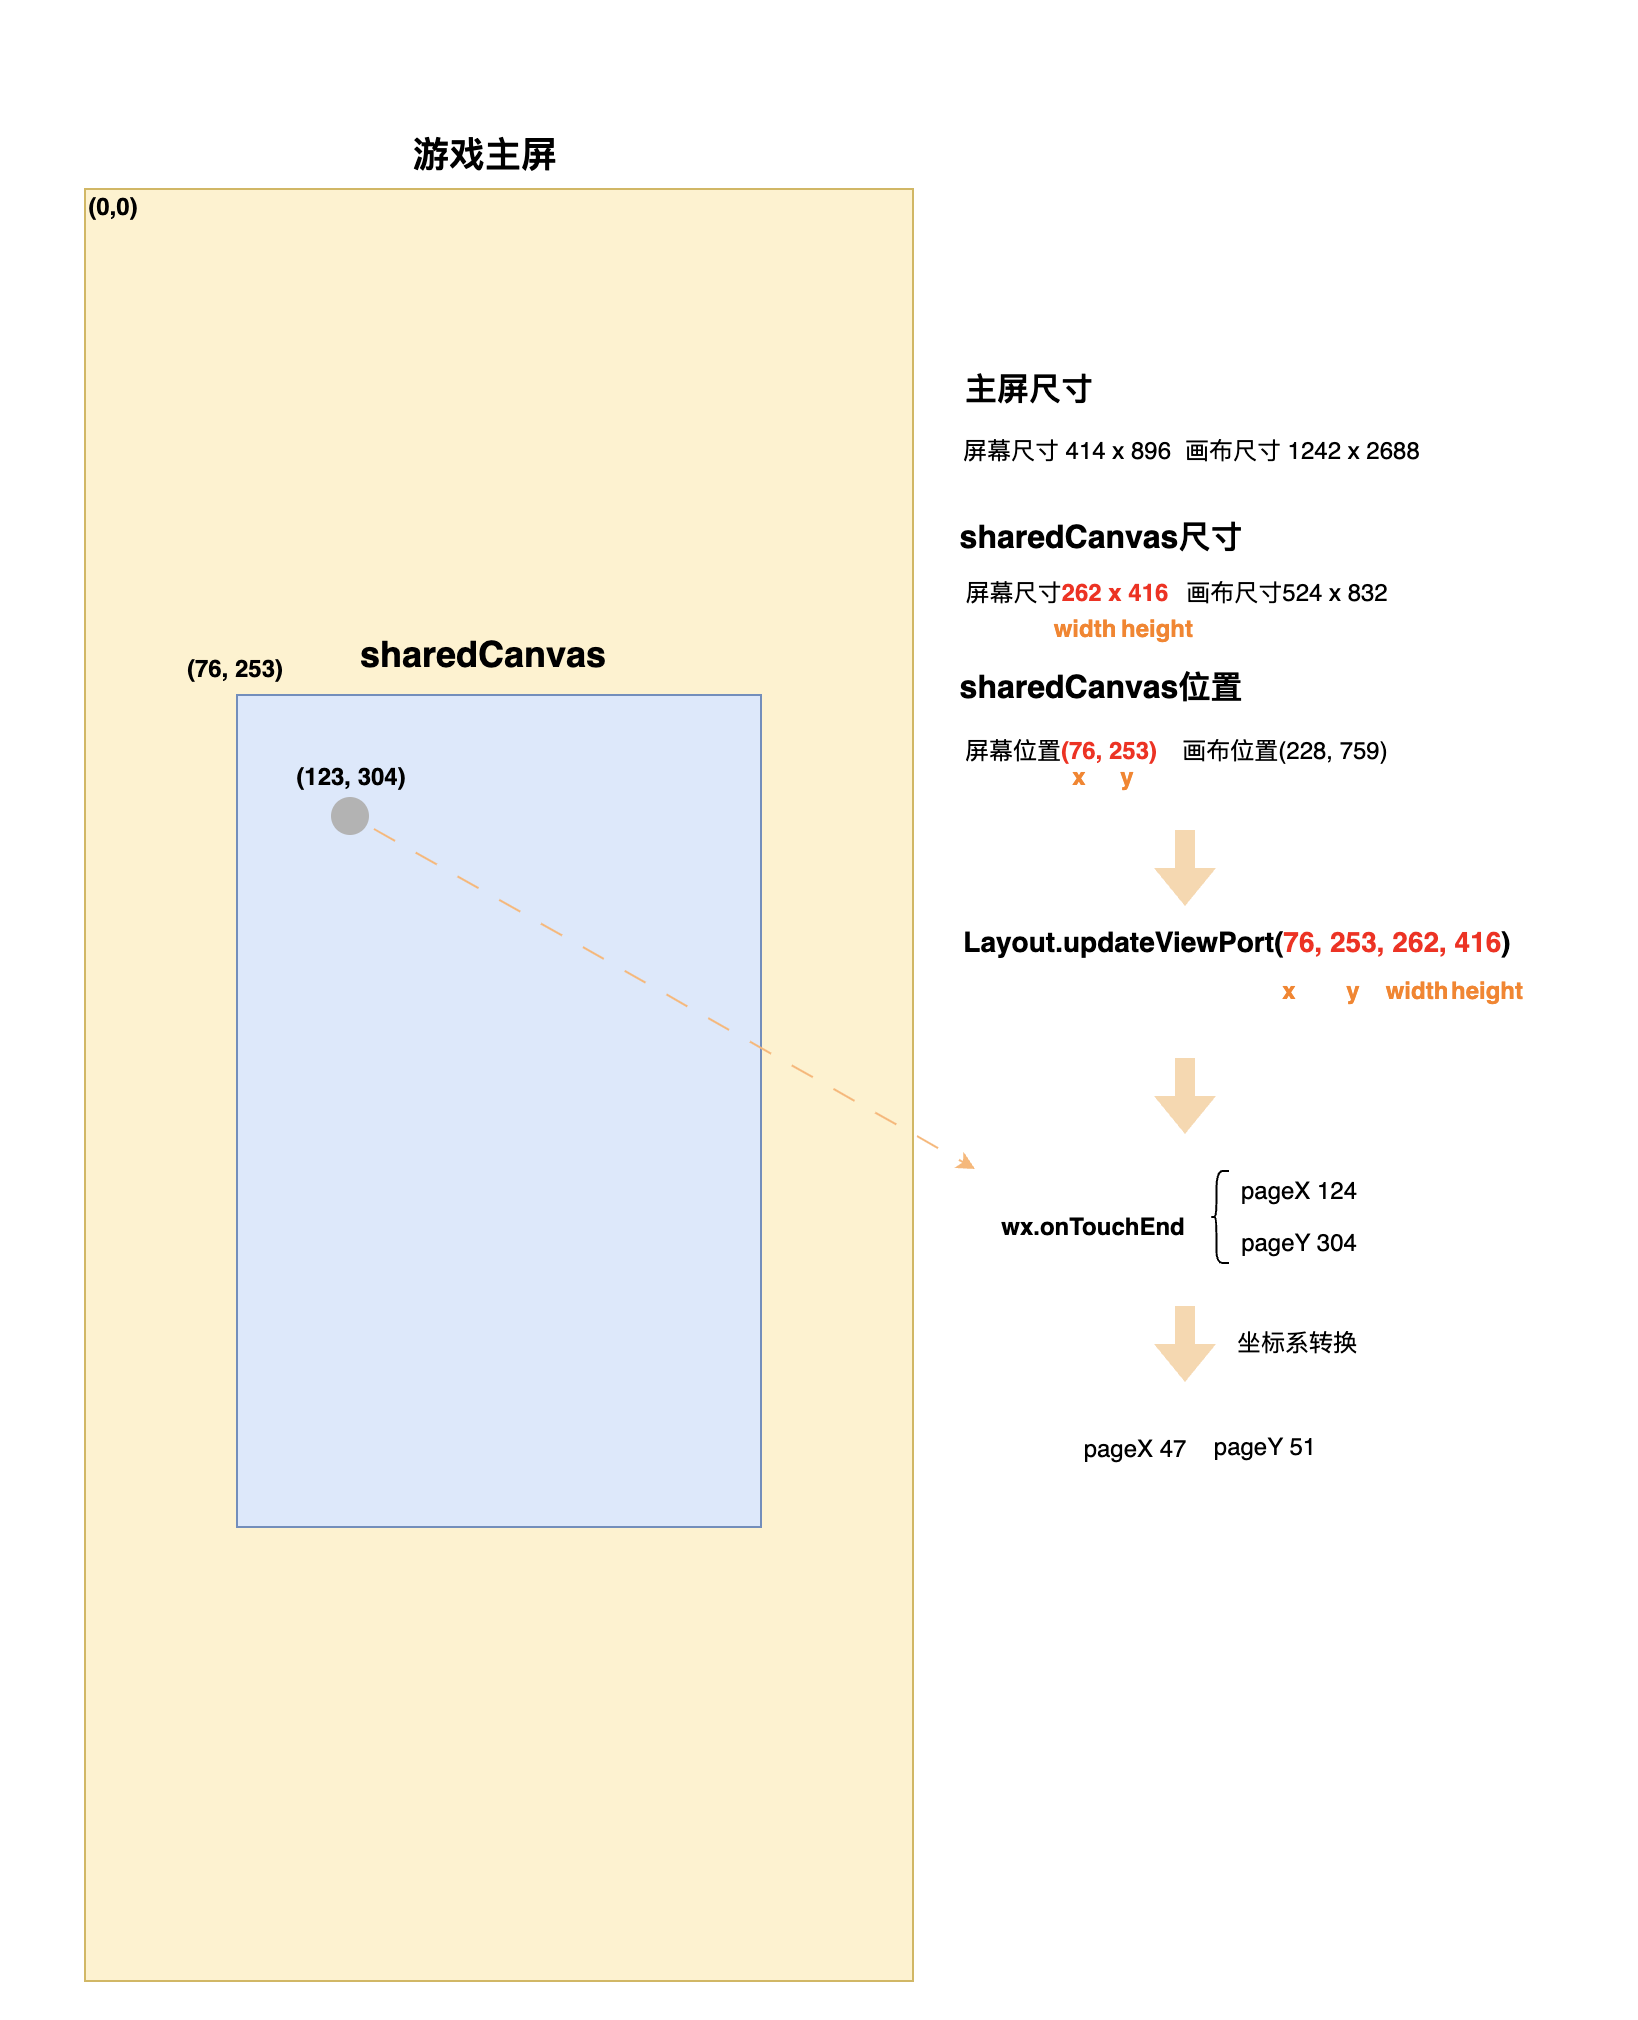 游戏主屏
(0,0)
sharedCanvas
(76, 253)
(123, 304)
主屏尺寸
屏幕尺寸 414 x 896 画布尺寸 1242 x 2688
sharedCanvas尺寸
屏幕尺寸262 x 416 画布尺寸524 x 832
width height
sharedCanvas位置
屏幕位置(76, 253) 画布位置(228, 759)
x y
Layout.updateViewPort(76, 253, 262, 416)
x y width height
wx.onTouchEnd
pageX 124
pageY 304
坐标系转换
pageX 47 pageY 51